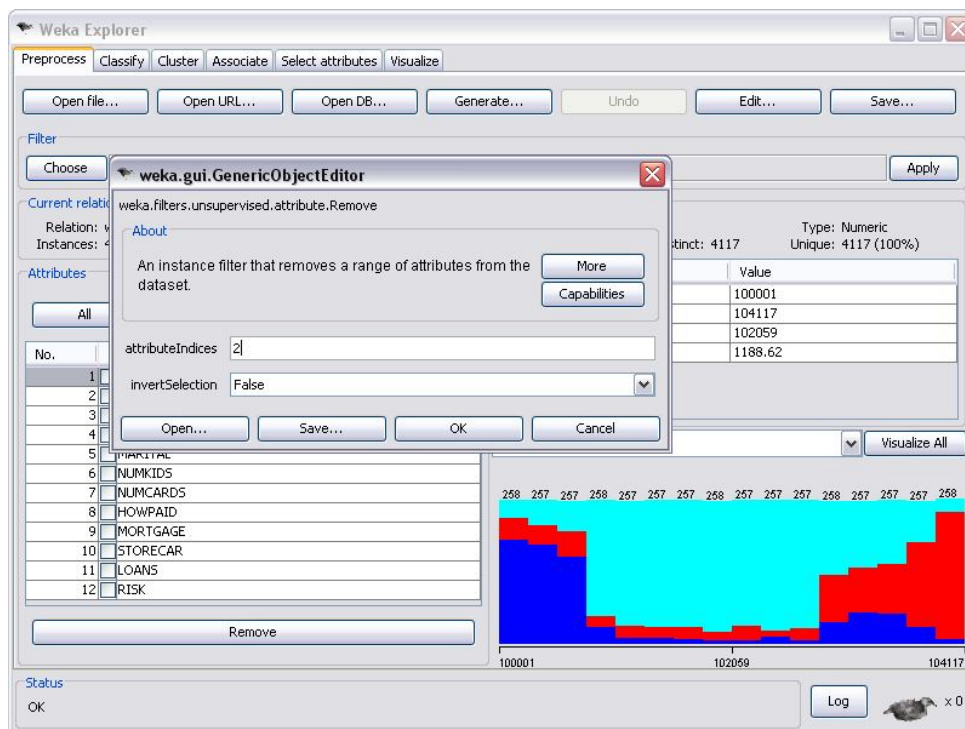 Weka Explorer
Preprocess Classify Cluster Associate Select attributes Visualize
Open file... Open URL... Open DB... Generate... Undo Edit... Save...
Filter
Choose Apply
weka.gui.GenericObjectEditor
weka.filters.unsupervised.attribute.Remove
About
An instance filter that removes a range of attributes from the
dataset.
More
Capabilities
attributeIndices 2
invertSelection False
Open... Save... OK Cancel
Current
Relation:
Instances:
Type: Numeric
4117 Unique: 4117 (100%)
Attributes
All
Value
100001
104117
102059
1188.62
No.
1
2
3
4
5 MARITAL
6 NUMKIDS
7 NUMCARDS
8 HOWPAID
9 MORTGAGE
10 STORECAR
11 LOANS
12 RISK
Remove
Visualize All
258 257 257 258 257 257 257 258 257 257 257 258 257 257 257 258
100001 102059 104117
Status
OK
Log x 0